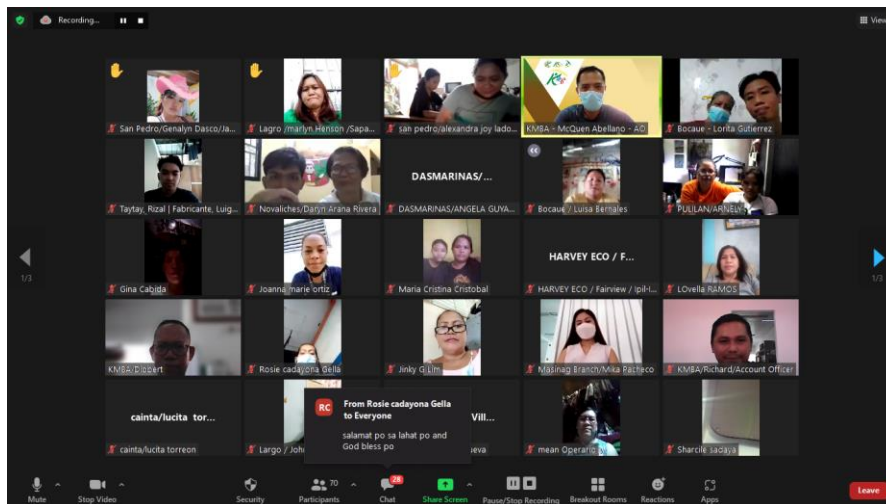 Recording...
View
San Pedro/Genalyn Dasco/Ja...
Lagro /marlyn Henson /Sapa...
san pedro/alexandra joy lado...
KMBA - McQuen Abellano - AO
Bocaue - Lorita Gutierrez
Taytay, Rizal | Fabricante, Luig...
Novaliches/Daryn Arana Rivera
DASMARINAS/...
DASMARINAS/ANGELA GUYA...
Bocaue / Luisa Bernales
PULILAN/ARNELY
1/3
1/3
Gina Cabida
Joanna marie ortiz
Maria Cristina Cristobal
HARVEY ECO / F...
HARVEY ECO / Fairview / Ipil-I...
LOvella RAMOS
KMBA-
Rosie cadayona Gella
Jinky G Lim
Masinag Branch/Mika Pacheco
KMBA/Richard/Account Officer
cainta/lucita tor...
cainta/lucita torreon
Largo / John
RC
From Rosie cadayona Gella
to Everyone
salamat po sa lahat po and
God bless po
Vill...
ueva
mean Operario
Sharcile sadaya
Mute
Stop Video
Security
70
Participants
28
Chat
Share Screen
Pause/Stop Recording
Breakout Rooms
Reactions
Apps
Leave